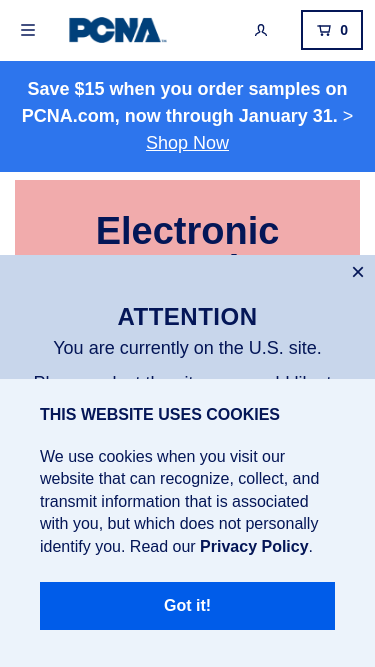 PCNA
0
Save $15 when you order samples on
PCNA.com, now through January 31. >
Shop Now
Electronic
ATTENTION
You are currently on the U.S. site.
THIS WEBSITE USES COOKIES
We use cookies when you visit our
website that can recognize, collect, and
transmit information that is associated
with you, but which does not personally
identify you. Read our Privacy Policy.
Got it!